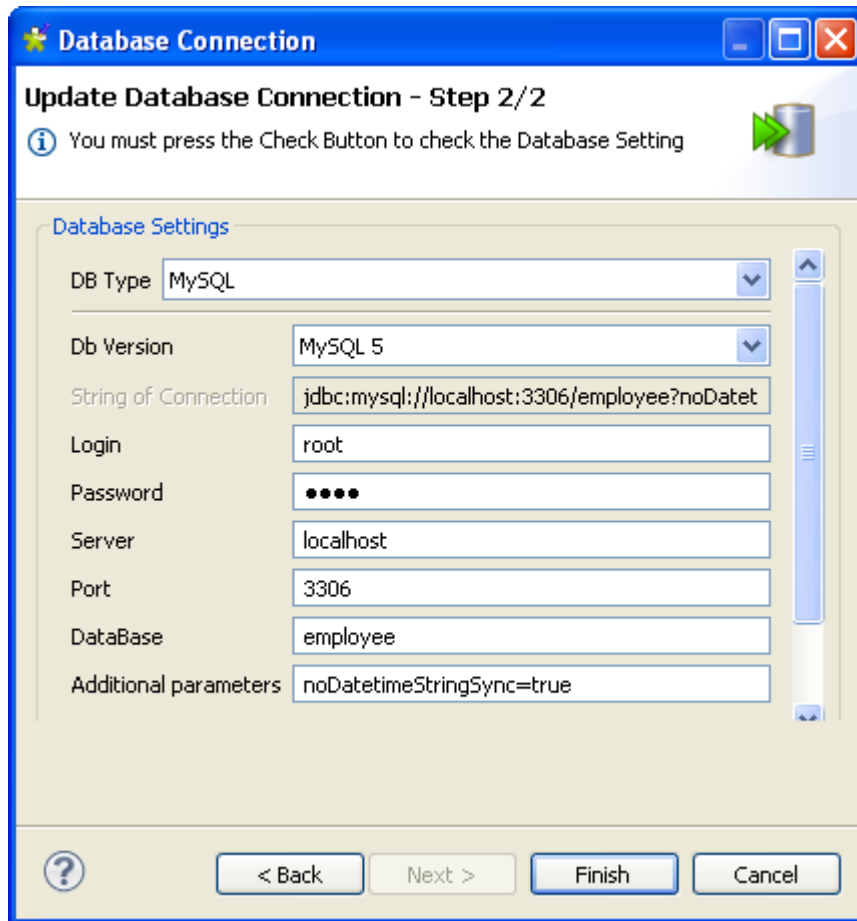 Database Connection
Update Database Connection - Step 2/2
You must press the Check Button to check the Database Setting
Database Settings
DB Type MySQL
Db Version MySQL 5
String of Connection jdbc:mysql://localhost:3306/employee?noDatet
Login root
Password ●●●●
Server localhost
Port 3306
DataBase employee
Additional parameters noDatetimeStringSync=true
? < Back Next > Finish Cancel